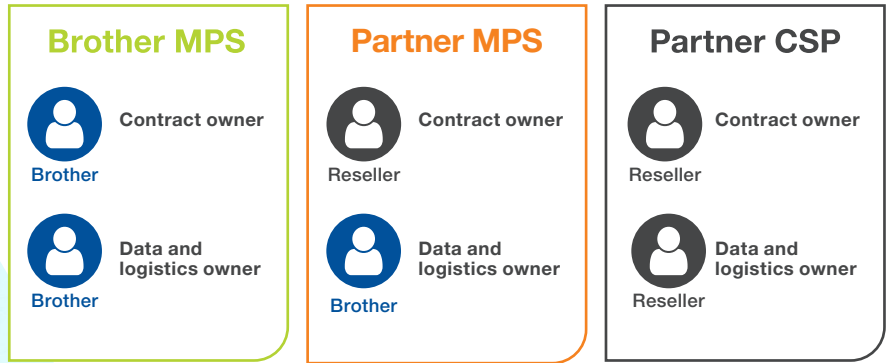 Brother MPS
Contract owner
Brother
Data and
logistics owner
Brother
Partner MPS
Contract owner
Reseller
Data and
logistics owner
Brother
Partner CSP
Contract owner
Reseller
Data and
logistics owner
Reseller